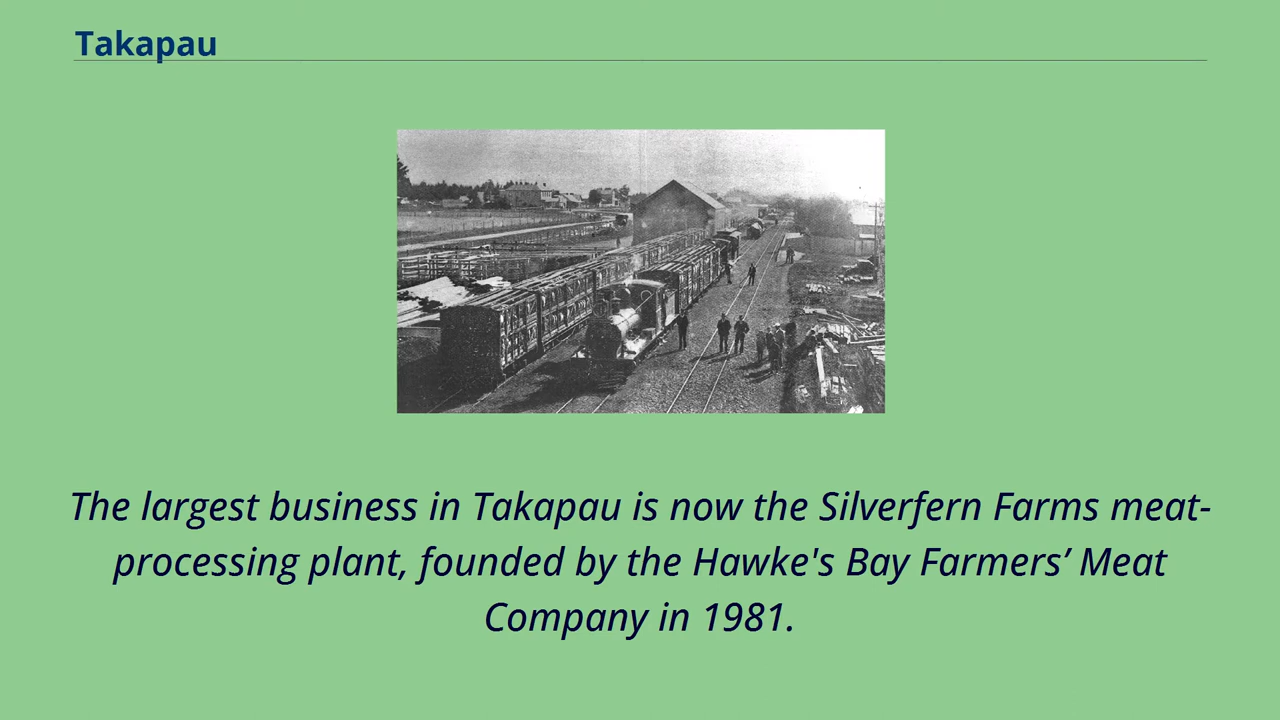 Takapau
The largest business in Takapau is now the Silverfern Farms meat-
processing plant, founded by the Hawke's Bay Farmers’ Meat
Company in 1981.